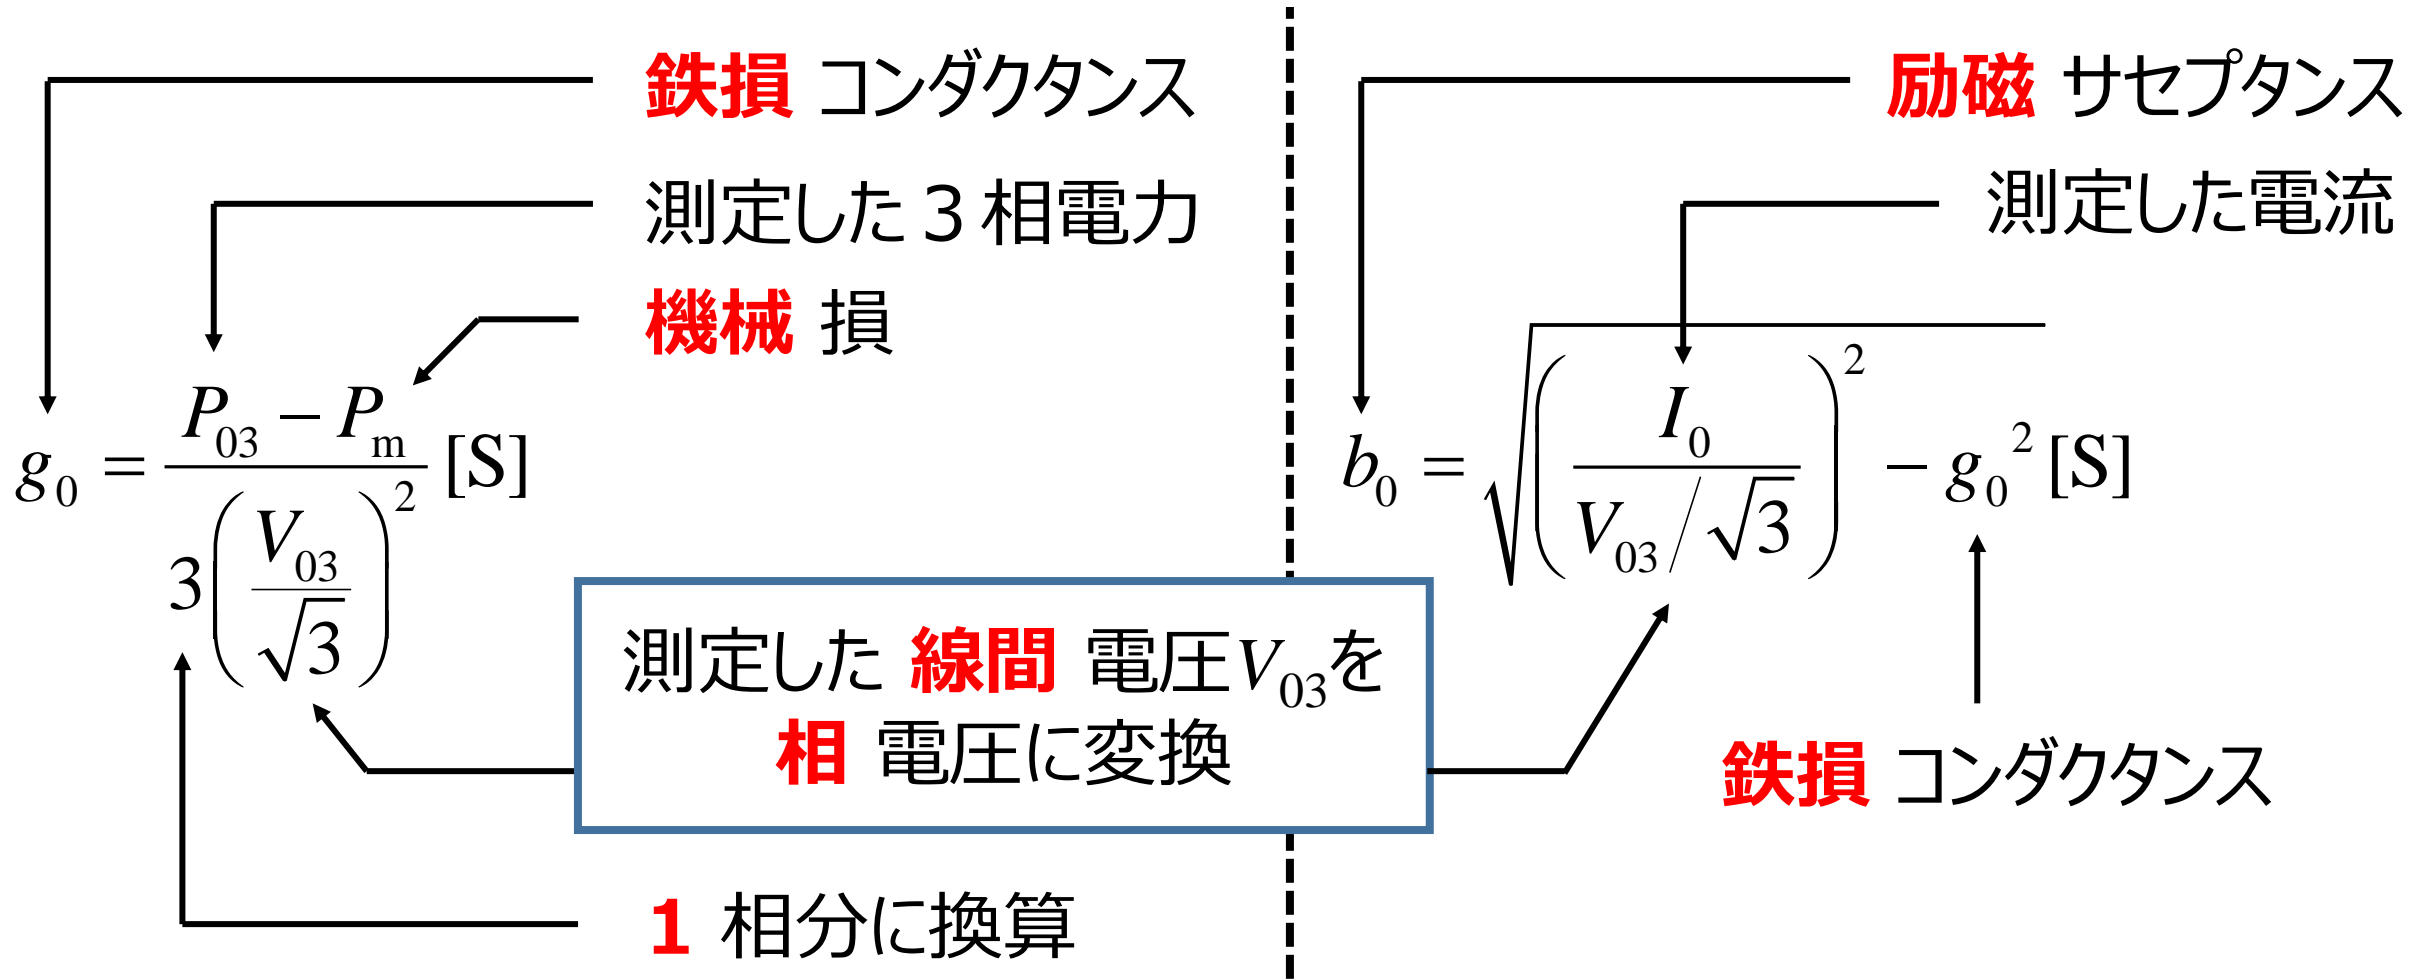 鉄損 コンダクタンス
測定した3相電力
機械 損
g₀ = (P₀₃ − Pₘ) / 3(V₀₃/√3)² [S]
1 相分に換算
測定した 線間 電圧V₀₃を
相 電圧に変換
励磁 サセプタンス
測定した電流
b₀ = √((I₀ / (V₀₃/√3))² − g₀²) [S]
鉄損 コンダクタンス